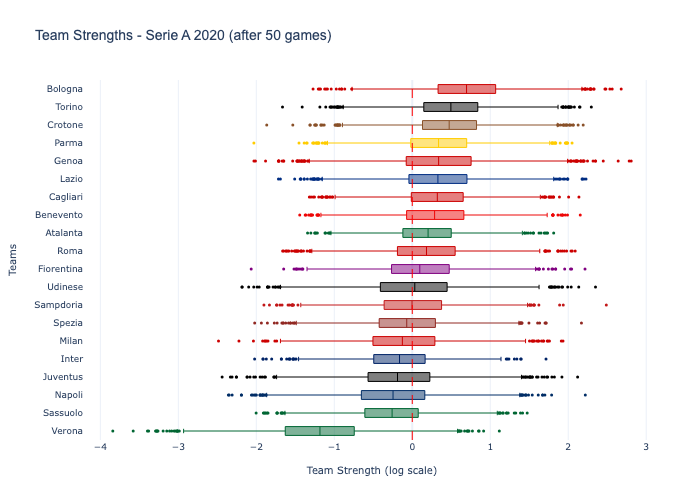 Team Strengths - Serie A 2020 (after 50 games)
Bologna
Torino
Crotone
Parma
Genoa
Lazio
Cagliari
Benevento
Atalanta
Roma
Fiorentina
Udinese
Sampdoria
Spezia
Milan
Inter
Juventus
Napoli
Sassuolo
Verona
Teams
−4 −3 −2 −1 0 1 2 3
Team Strength (log scale)